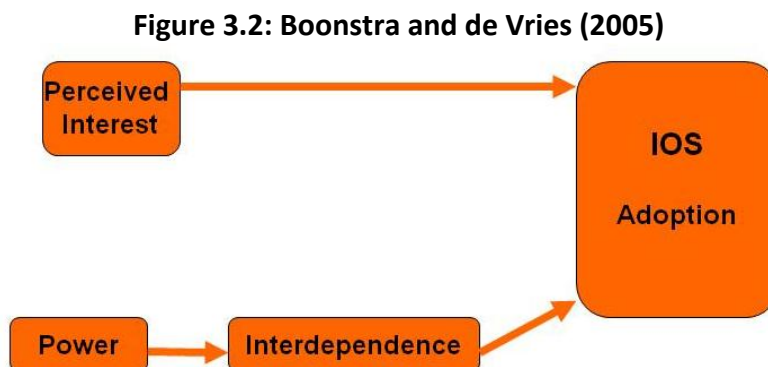 Figure 3.2: Boonstra and de Vries (2005)
Perceived
Interest
IOS
Adoption
Power
Interdependence